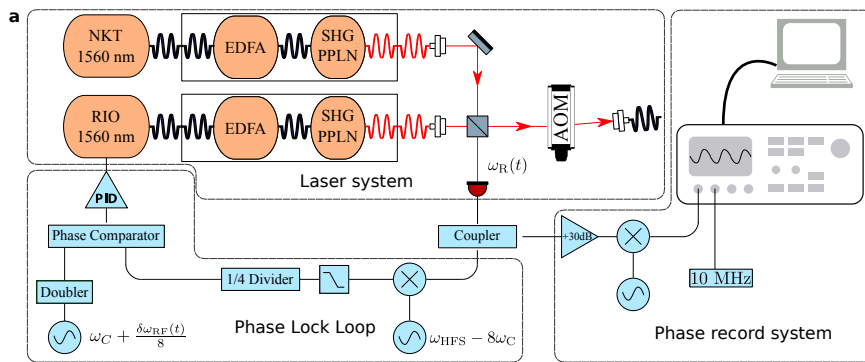 a
NKT
1560 nm
EDFA
SHG
PPLN
RIO
1560 nm
EDFA
SHG
PPLN
AOM
ω_R(t)
Laser system
PID
Phase Comparator
Coupler
+30dB
Doubler
1/4 Divider
10 MHz
ω_C + δω_RF(t)/8
Phase Lock Loop
ω_HFS − 8ω_C
Phase record system